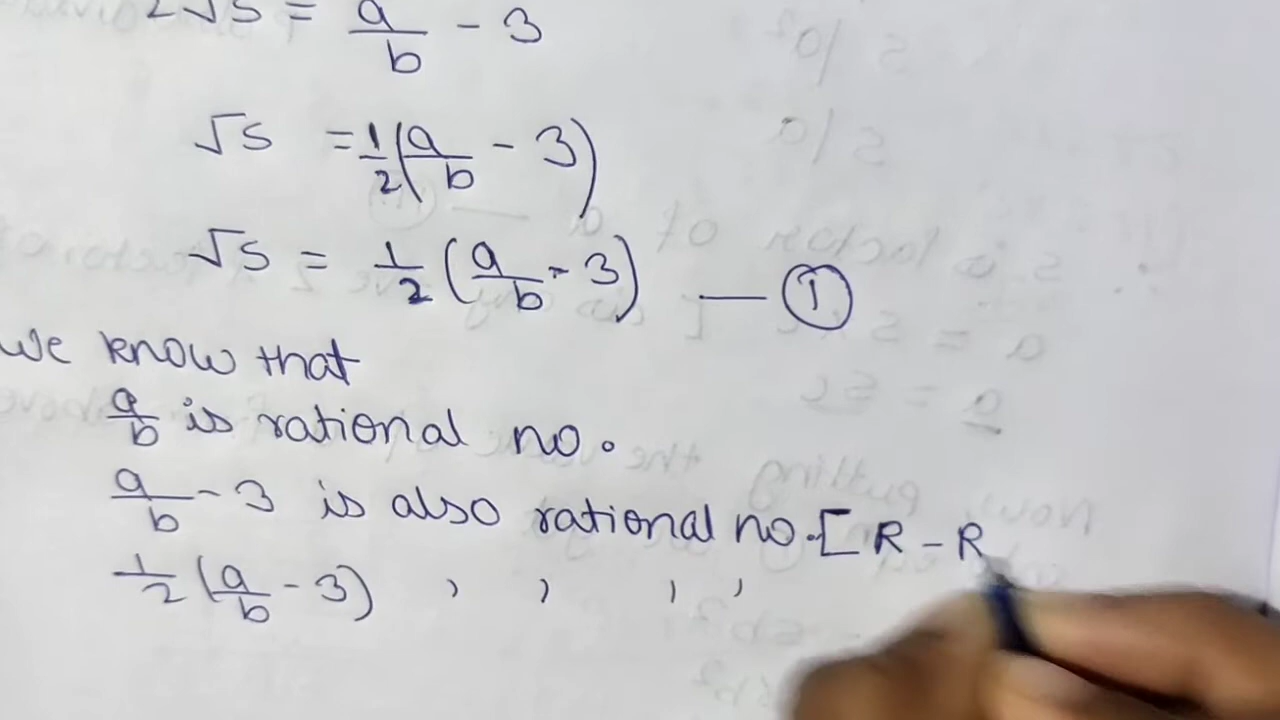 2√5 = a/b - 3
√5 = 1/2(a/b - 3)
√5 = 1/2 (a/b - 3) — ①
We know that
a/b is rational no.
a/b - 3 is also rational no. [R - R
1/2 (a/b - 3) , , , ,